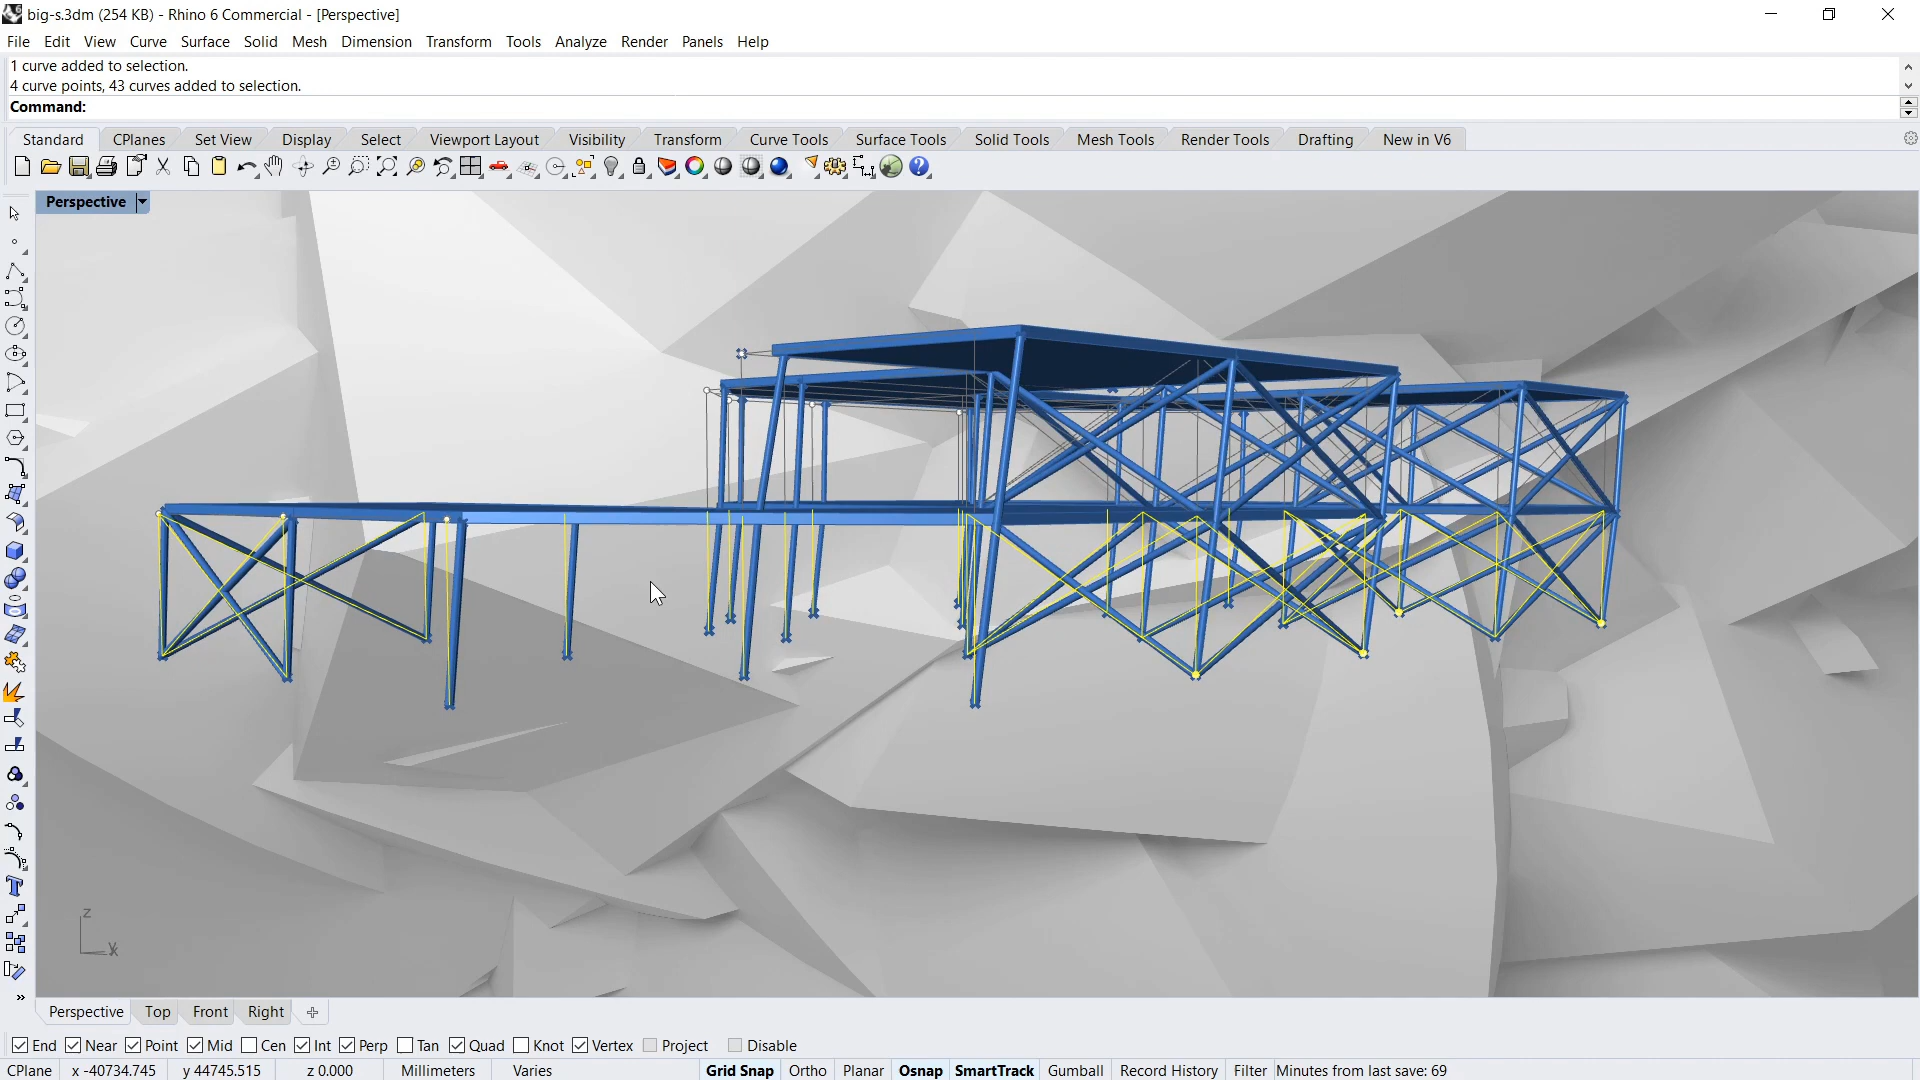 big-s.3dm (254 KB) - Rhino 6 Commercial - [Perspective]
File Edit View Curve Surface Solid Mesh Dimension Transform Tools Analyze Render Panels Help
1 curve added to selection.
4 curve points, 43 curves added to selection.
Command:
Standard CPlanes Set View Display Select Viewport Layout Visibility Transform Curve Tools Surface Tools Solid Tools Mesh Tools Render Tools Drafting New in V6
Perspective
z
y x
Perspective Top Front Right
End Near Point Mid Cen Int Perp Tan Quad Knot Vertex Project Disable
CPlane x -40734.745 y 44745.515 z 0.000 Millimeters Varies Grid Snap Ortho Planar Osnap SmartTrack Gumball Record History Filter Minutes from last save: 69